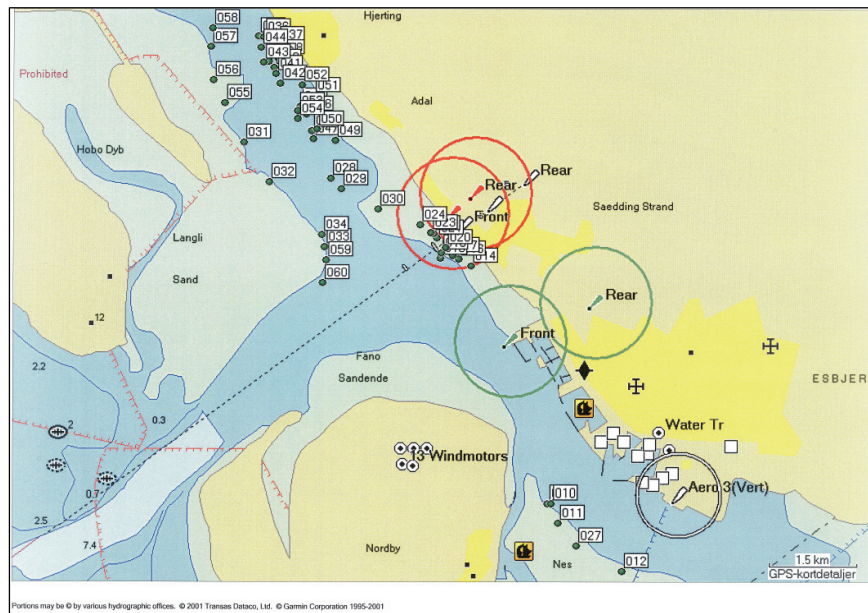 058
Hjerting
036
057
044
37
043
041
Prohibited
056
042
052
051
055
Adal
054
050
031
047
049
Hobo Dyb
028
Rear
032
029
Rear
030
Saedding Strand
024
Front
023
034
Langli
020
033
014
059
Sand
060
Rear
12
Front
Fano
Sandende
2.2
ESBJER
0.3
2
Water Tr
13 Windmotors
0.7
Aero 3(Vert)
010
2.5
011
7.4
027
Nordby
1.5 km
Nes
012
GPS-kortdetaljer
Portions may be © by various hydrographic offices. © 2001 Transas Dataco, Ltd. © Garmin Corporation 1995-2001